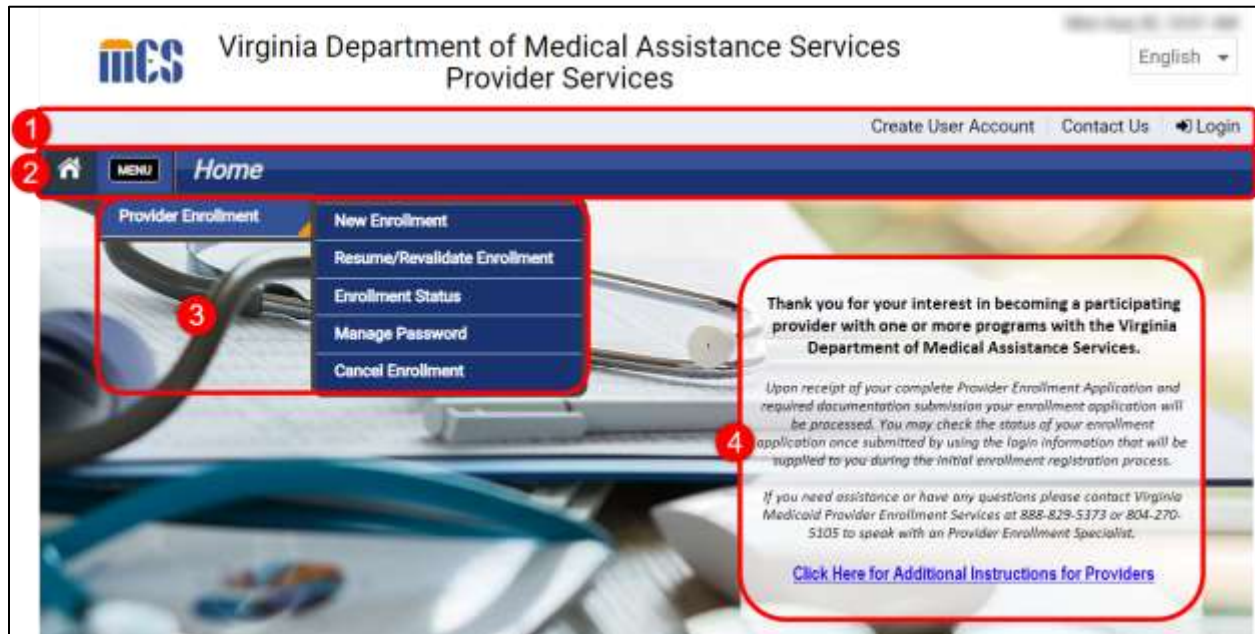 mes
Virginia Department of Medical Assistance Services
Provider Services
English
1
Create User Account
Contact Us
Login
2
MENU
Home
Provider Enrollment
New Enrollment
Resume/Revalidate Enrollment
Enrollment Status
Manage Password
Cancel Enrollment
3
Thank you for your interest in becoming a participating
provider with one or more programs with the Virginia
Department of Medical Assistance Services.
Upon receipt of your complete Provider Enrollment Application and
required documentation submission your enrollment application will
be processed. You may check the status of your enrollment
application once submitted by using the login information that will be
supplied to you during the initial enrollment registration process.
4
If you need assistance or have any questions please contact Virginia
Medicaid Provider Enrollment Services at 888-829-5373 or 804-270-
5105 to speak with an Provider Enrollment Specialist.
Click Here for Additional Instructions for Providers